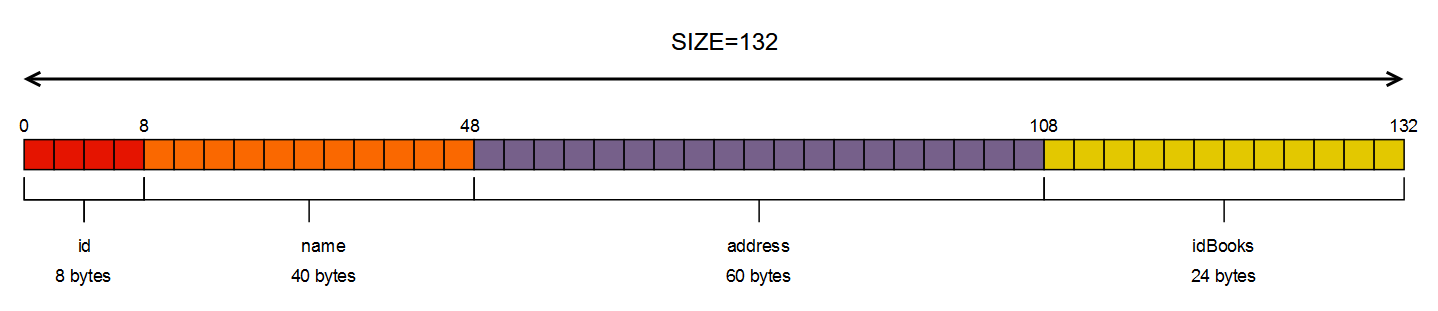 SIZE=132
0 8 48 108 132
id name address idBooks
8 bytes 40 bytes 60 bytes 24 bytes